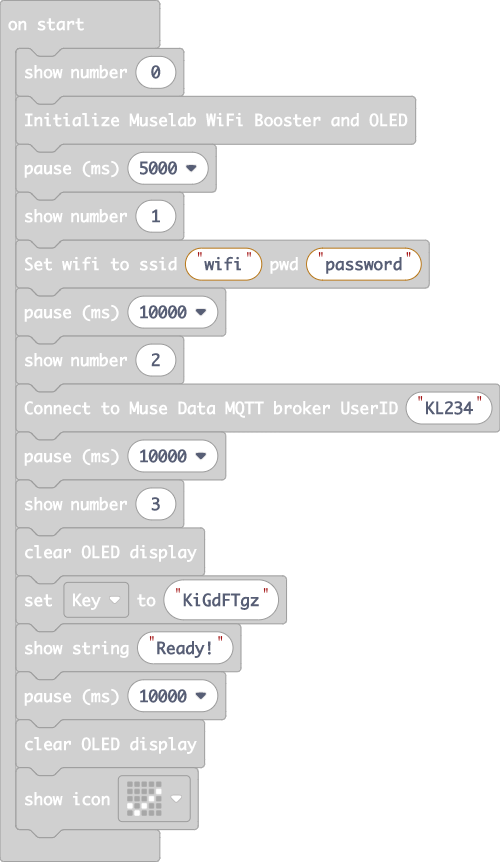 on start
show number 0
Initialize Muselab WiFi Booster and OLED
pause (ms) 5000
show number 1
Set wifi to ssid "wifi" pwd "password"
pause (ms) 10000
show number 2
Connect to Muse Data MQTT broker UserID "KL234"
pause (ms) 10000
show number 3
clear OLED display
set Key to "KiGdFTgz"
show string "Ready!"
pause (ms) 10000
clear OLED display
show icon